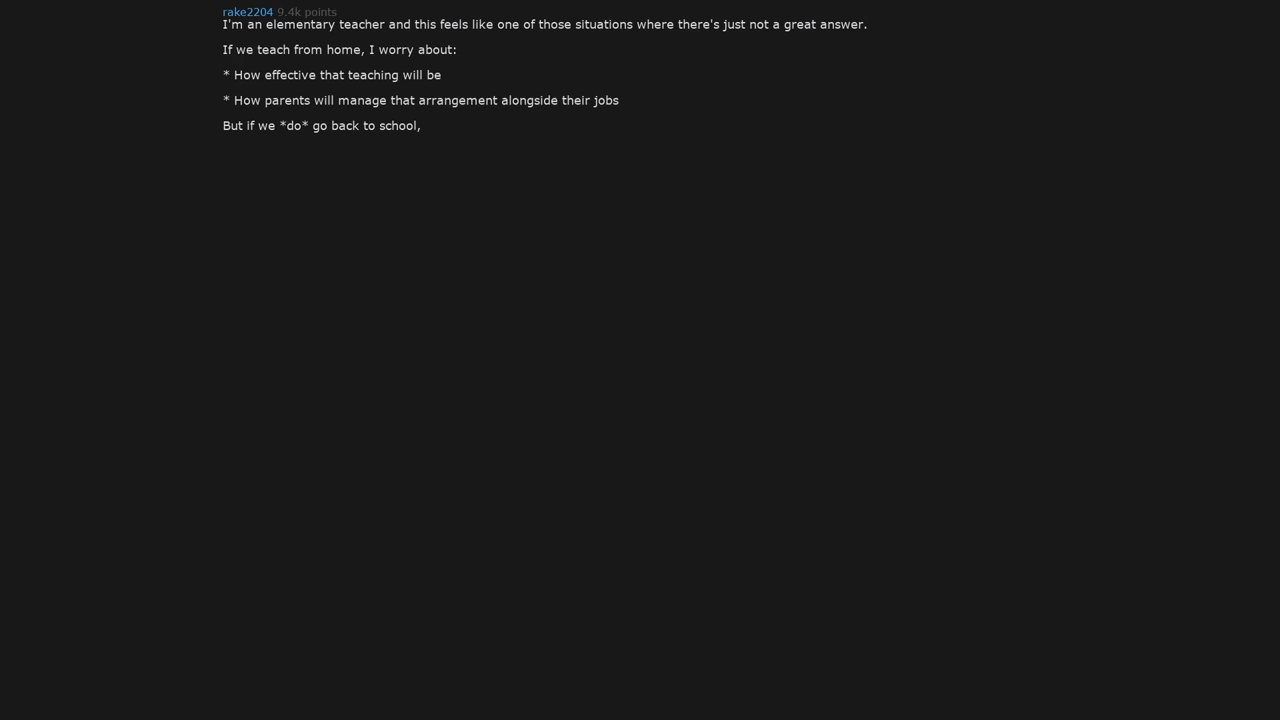 rake2204 9.4k points
I'm an elementary teacher and this feels like one of those situations where there's just not a great answer.
If we teach from home, I worry about:
* How effective that teaching will be
* How parents will manage that arrangement alongside their jobs
But if we *do* go back to school,